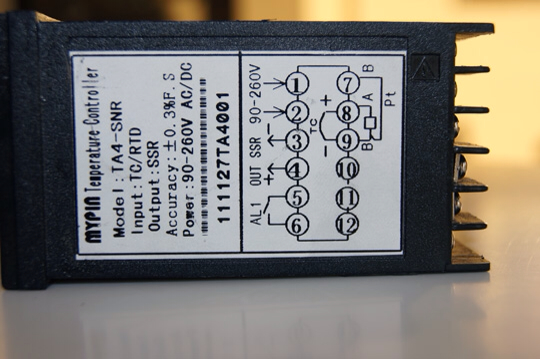 MYPIN Temperature Controller
Model:TA4-SNR
Input:TC/RTD
Output:SSR
Accuracy:±0.3%F.S
Power:90-260V AC/DC
1111127TA4001
AL1 OUT SSR 90-260V
+ -
6 5 4 3 2 1
- TC +
12 11 10 9 8 7
B A B
Pt